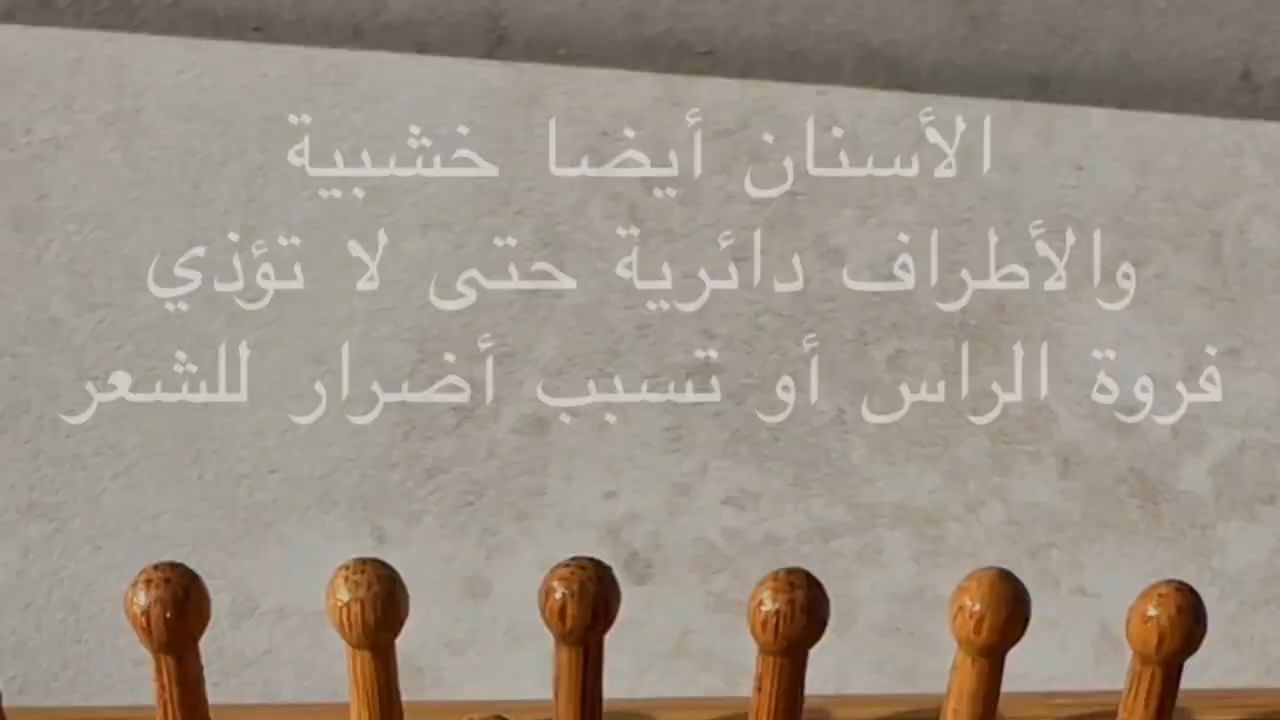 الأسنان أيضا خشبية
والأطراف دائرية حتى لا تؤذي
فروة الراس أو تسبب أضرار للشعر